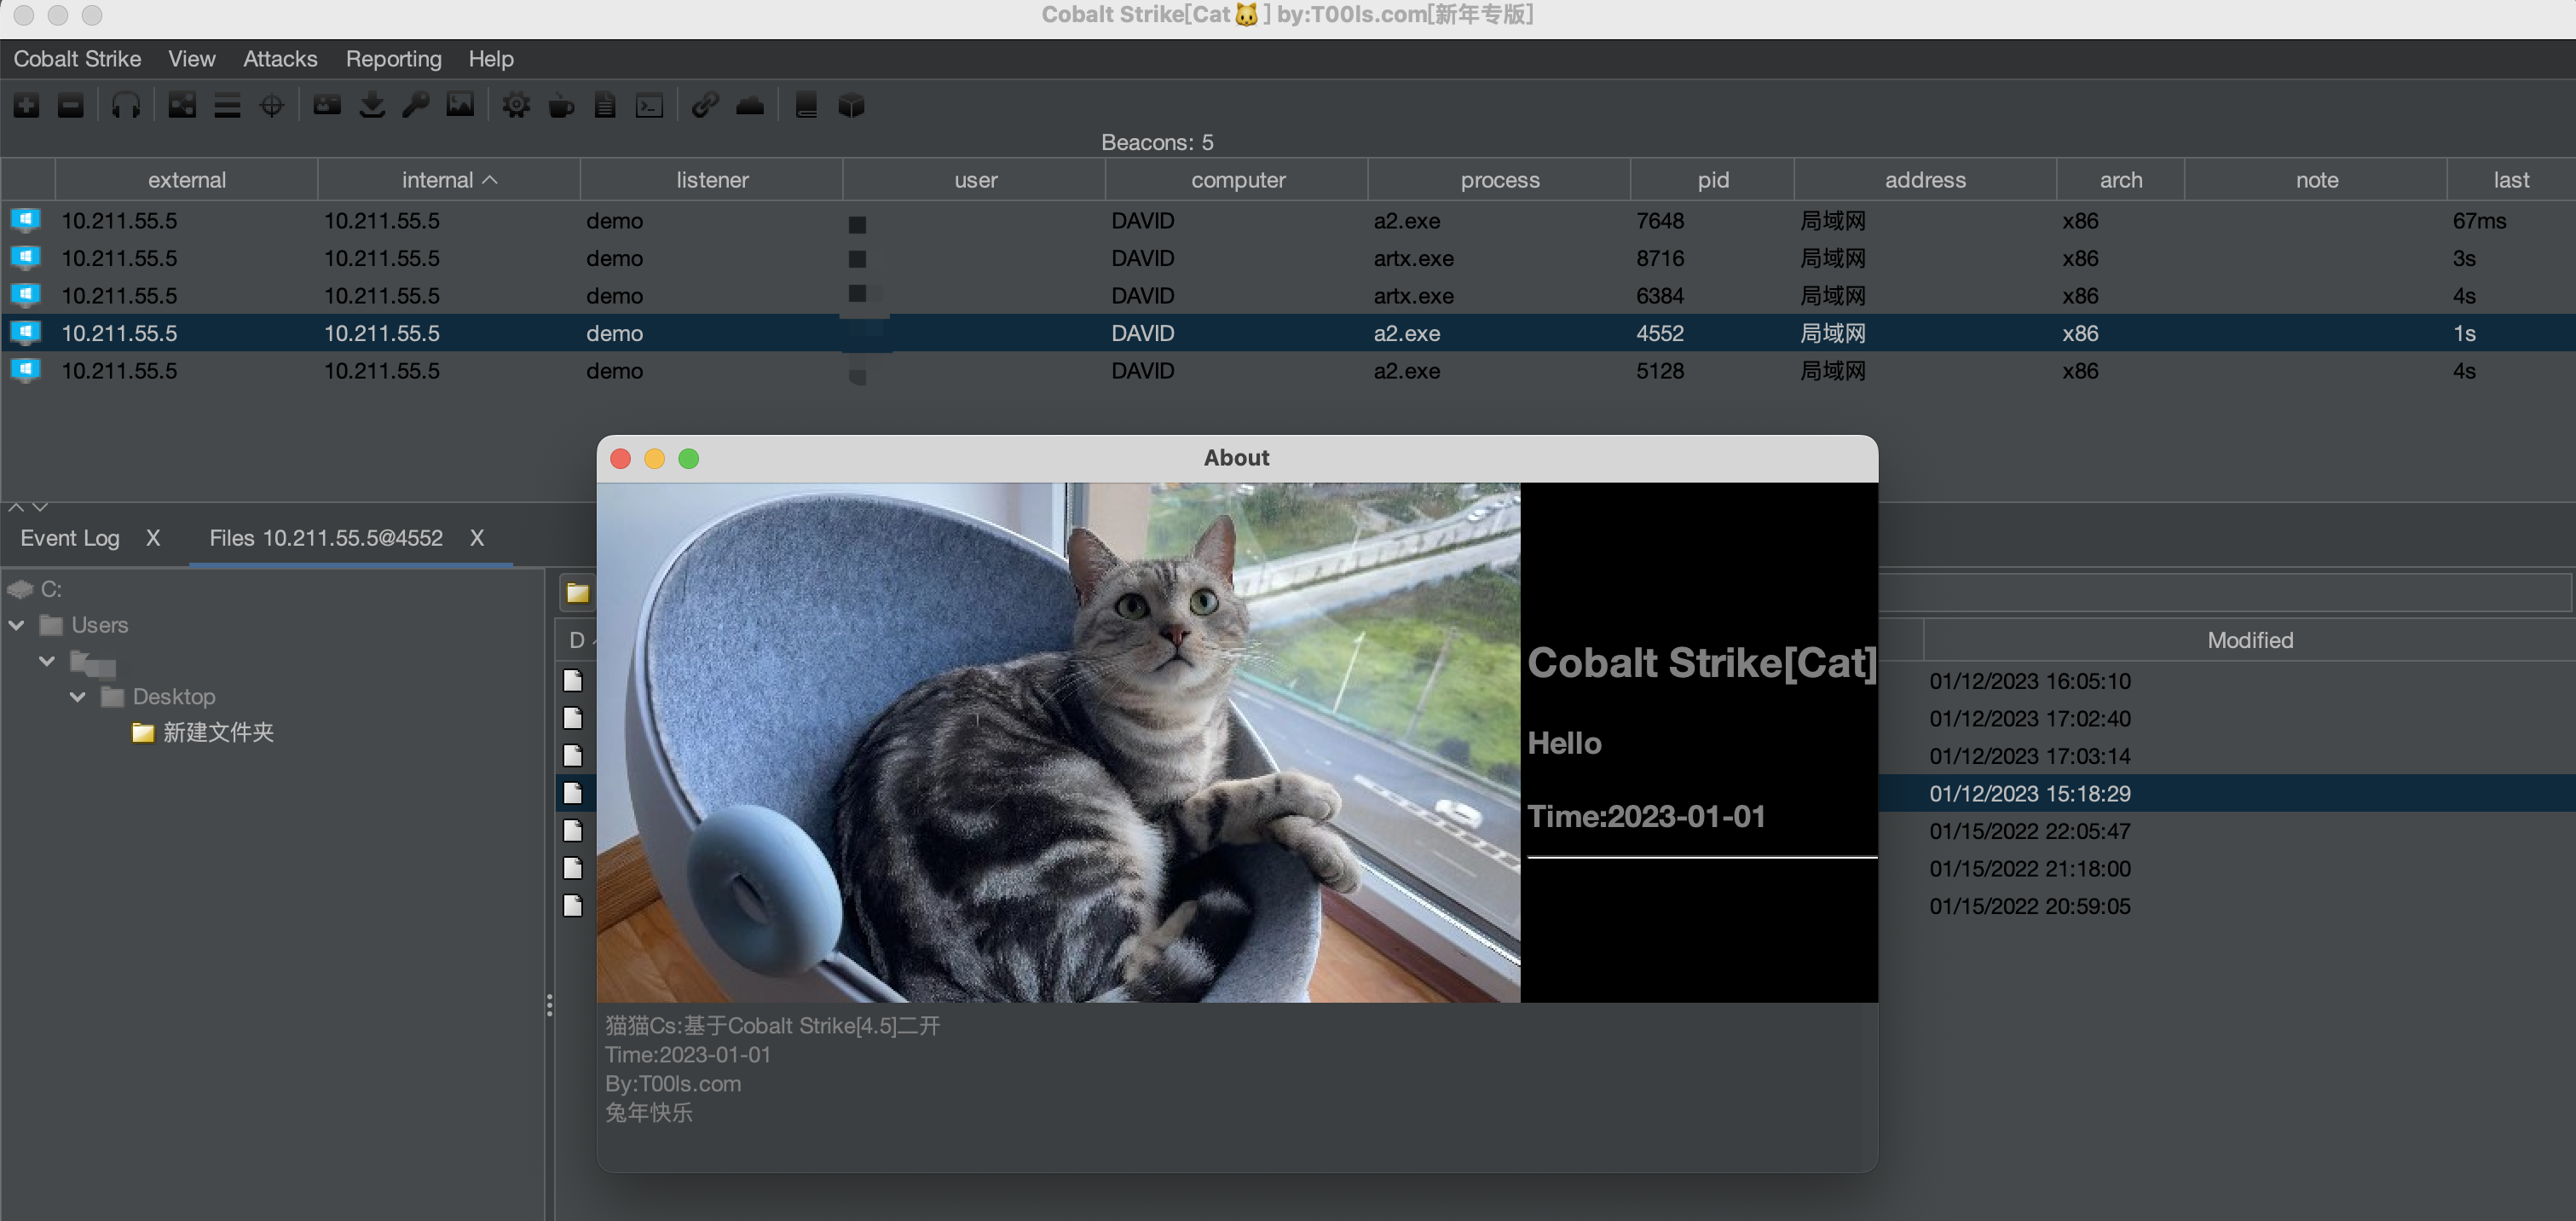 Cobalt Strike[Cat🐱] by:T00ls.com[新年专版]
Cobalt Strike View Attacks Reporting Help
Beacons: 5
external internal listener user computer process pid address arch note last
10.211.55.5 10.211.55.5 demo DAVID a2.exe 7648 局域网 x86 67ms
10.211.55.5 10.211.55.5 demo DAVID artx.exe 8716 局域网 x86 3s
10.211.55.5 10.211.55.5 demo DAVID artx.exe 6384 局域网 x86 4s
10.211.55.5 10.211.55.5 demo DAVID a2.exe 4552 局域网 x86 1s
10.211.55.5 10.211.55.5 demo DAVID a2.exe 5128 局域网 x86 4s
Event Log X Files 10.211.55.5@4552 X
C:
Users
Desktop
新建文件夹
D
Modified
01/12/2023 16:05:10
01/12/2023 17:02:40
01/12/2023 17:03:14
01/12/2023 15:18:29
01/15/2022 22:05:47
01/15/2022 21:18:00
01/15/2022 20:59:05
About
Cobalt Strike[Cat]
Hello
Time:2023-01-01
猫猫Cs:基于Cobalt Strike[4.5]二开
Time:2023-01-01
By:T00ls.com
兔年快乐